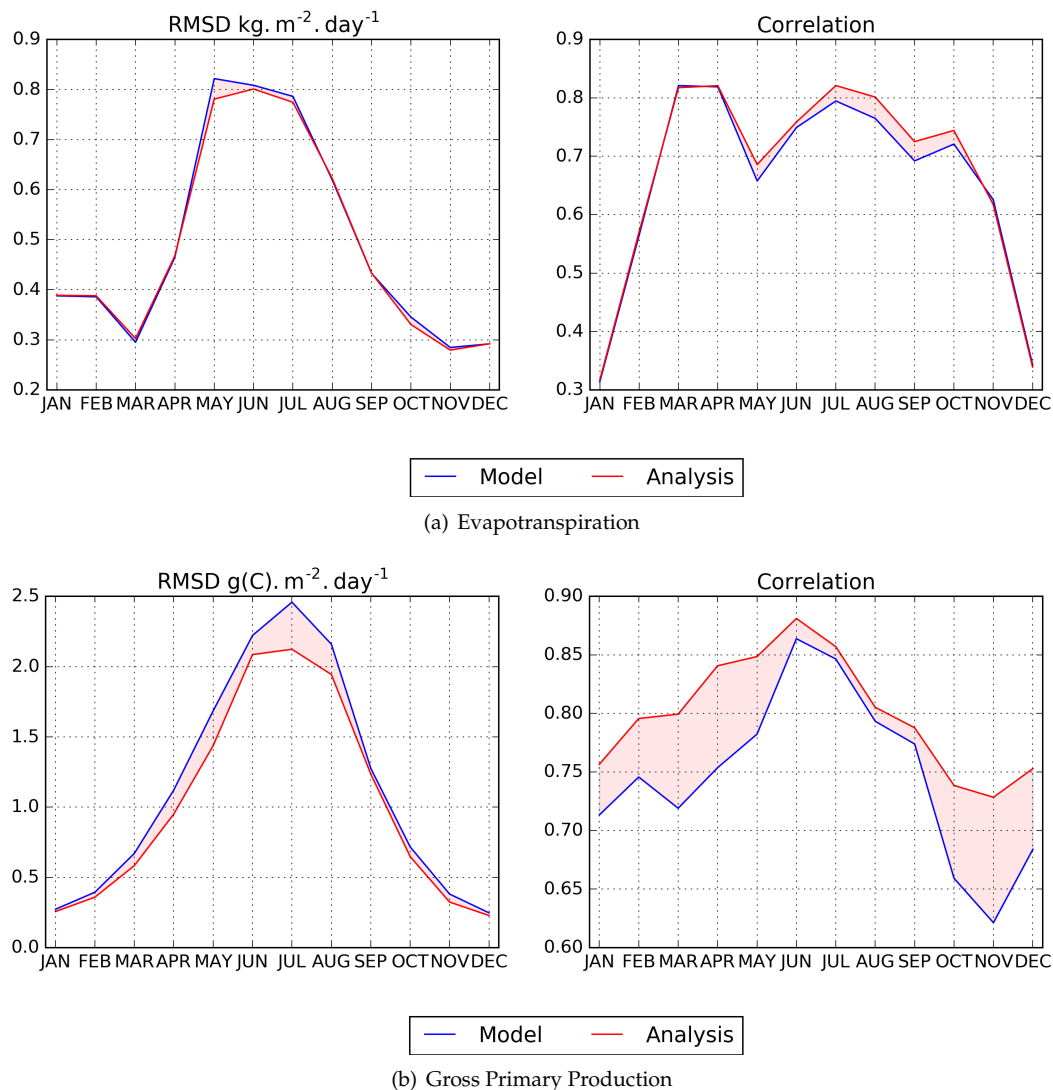 RMSD kg. m⁻². day⁻¹ Correlation
0.9 0.9
0.8 0.8
0.7 0.7
0.6 0.6
0.5 0.5
0.4 0.4
0.3
0.2 0.3
JAN FEB MAR APR MAY JUN JUL AUG SEP OCT NOV DEC JAN FEB MAR APR MAY JUN JUL AUG SEP OCT NOV DEC
Model Analysis
(a) Evapotranspiration
RMSD g(C). m⁻². day⁻¹ Correlation
2.5 0.90
0.85
2.0
0.80
1.5
0.75
1.0
0.70
0.5
0.65
0.0 0.60
JAN FEB MAR APR MAY JUN JUL AUG SEP OCT NOV DEC JAN FEB MAR APR MAY JUN JUL AUG SEP OCT NOV DEC
Model Analysis
(b) Gross Primary Production